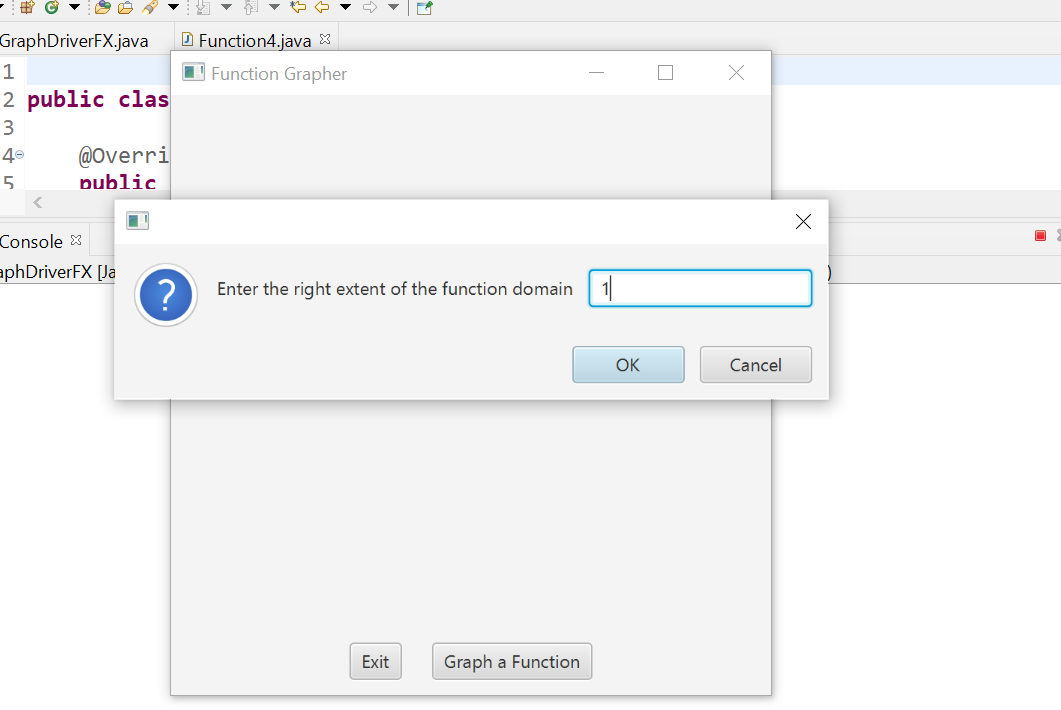 GraphDriverFX.java Function4.java
1
Function Grapher
2 public clas
3
4 @Overri
5 public
Console
aphDriverFX [Ja )
? Enter the right extent of the function domain 1
OK Cancel
Exit Graph a Function